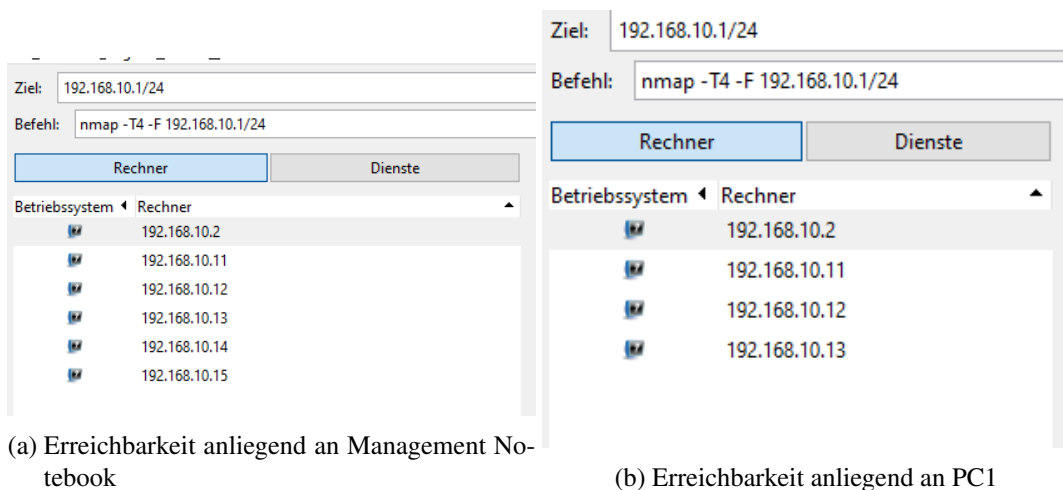 Ziel: 192.168.10.1/24
Befehl: nmap -T4 -F 192.168.10.1/24
Rechner Dienste
Betriebssystem Rechner
192.168.10.2
192.168.10.11
192.168.10.12
192.168.10.13
192.168.10.14
192.168.10.15
(a) Erreichbarkeit anliegend an Management No-
tebook
Ziel: 192.168.10.1/24
Befehl: nmap -T4 -F 192.168.10.1/24
Rechner Dienste
Betriebssystem Rechner
192.168.10.2
192.168.10.11
192.168.10.12
192.168.10.13
(b) Erreichbarkeit anliegend an PC1